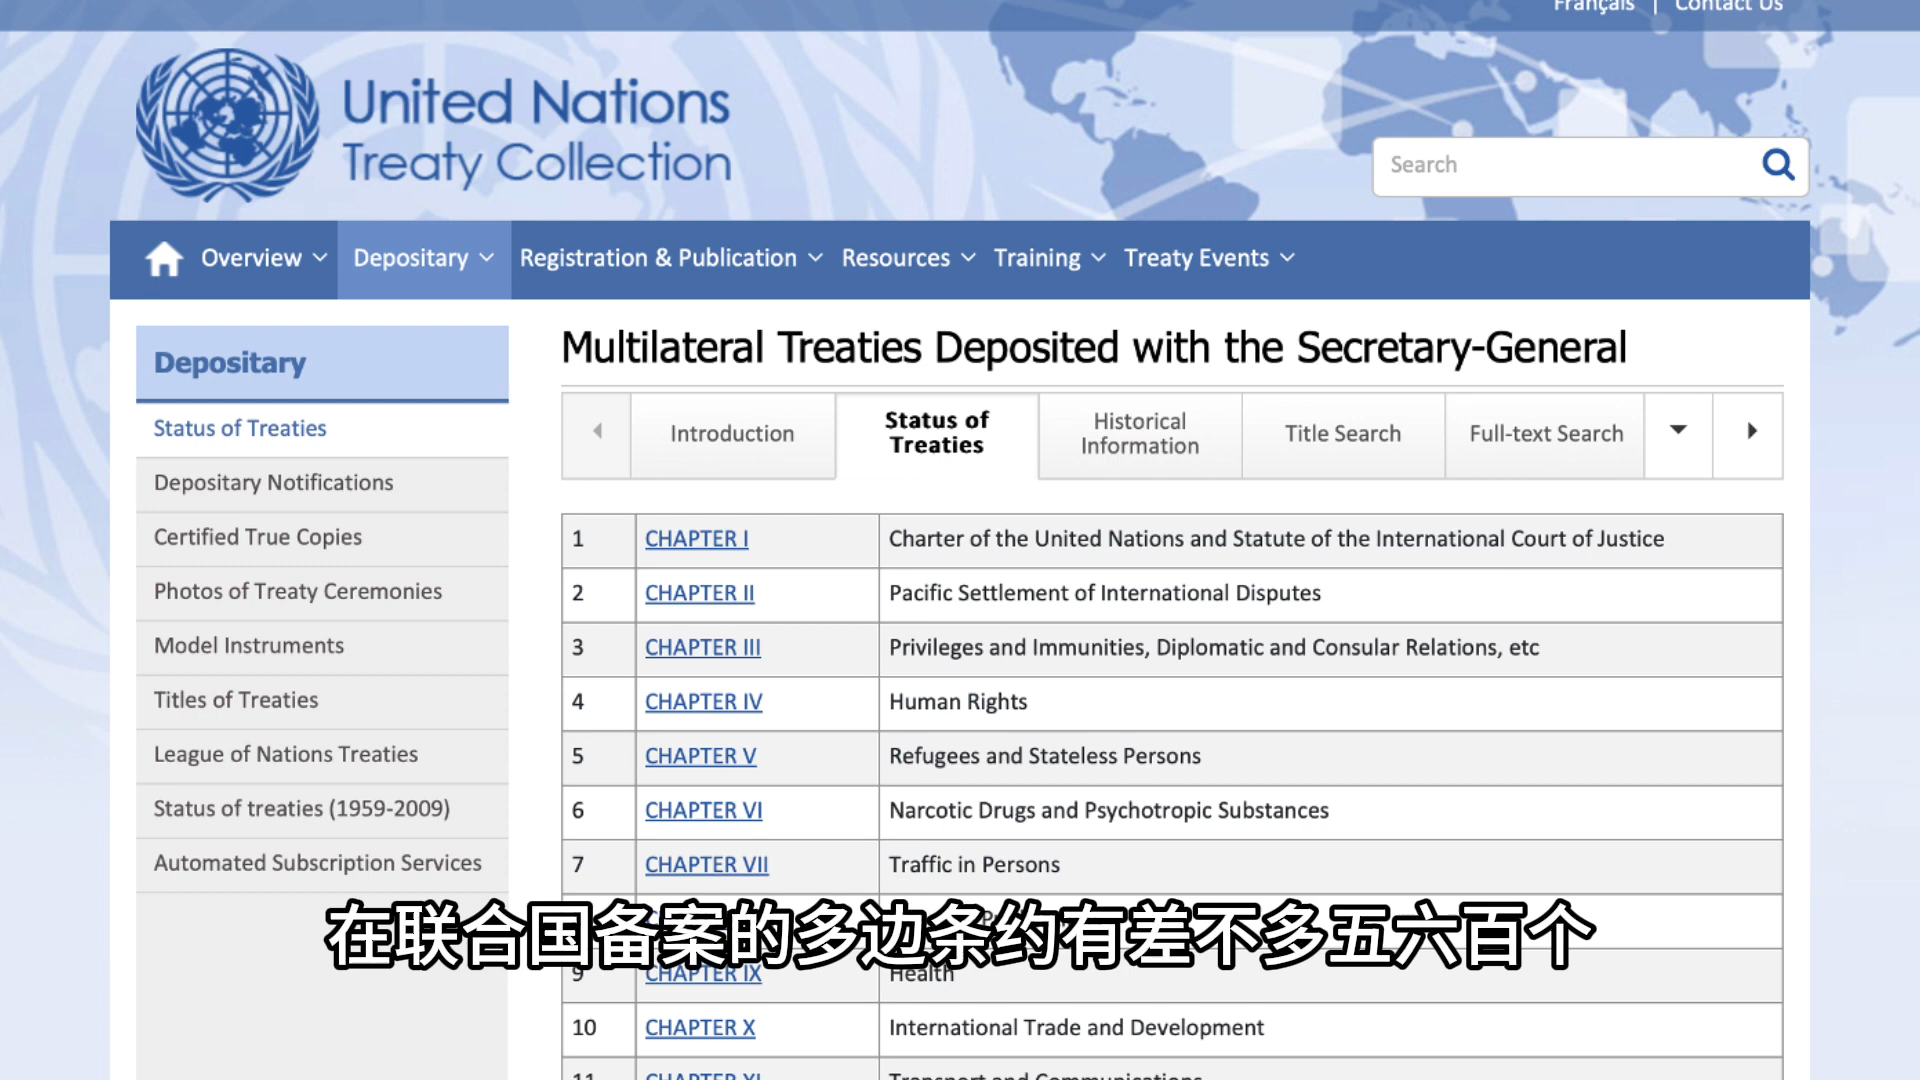 Français | Contact Us
United Nations
Treaty Collection
Search
Overview Depositary Registration & Publication Resources Training Treaty Events
Depositary
Status of Treaties
Depositary Notifications
Certified True Copies
Photos of Treaty Ceremonies
Model Instruments
Titles of Treaties
League of Nations Treaties
Status of treaties (1959-2009)
Automated Subscription Services
Multilateral Treaties Deposited with the Secretary-General
Introduction
Status of
Treaties
Historical
Information
Title Search
Full-text Search
1 CHAPTER I Charter of the United Nations and Statute of the International Court of Justice
2 CHAPTER II Pacific Settlement of International Disputes
3 CHAPTER III Privileges and Immunities, Diplomatic and Consular Relations, etc
4 CHAPTER IV Human Rights
5 CHAPTER V Refugees and Stateless Persons
6 CHAPTER VI Narcotic Drugs and Psychotropic Substances
7 CHAPTER VII Traffic in Persons
在联合国备案的多边条约有差不多五六百个
9 CHAPTER IX Health
10 CHAPTER X International Trade and Development
11 CHAPTER XI Transport and Communications